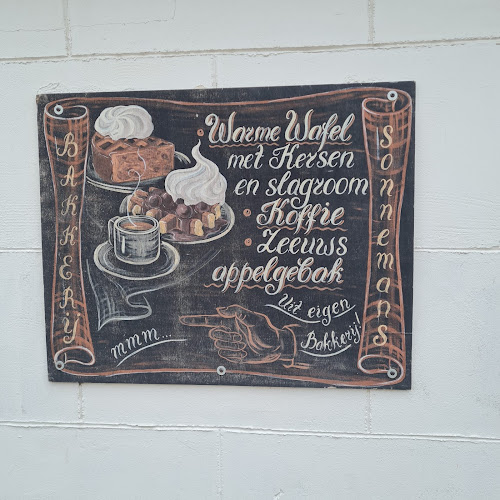 BAKKERIJ
Warme Wafel
met Kersen
en slagroom
Koffie
Zeeuws
appelgebak
Uit eigen
Bakkerij!
mmm...
SONNEMANS